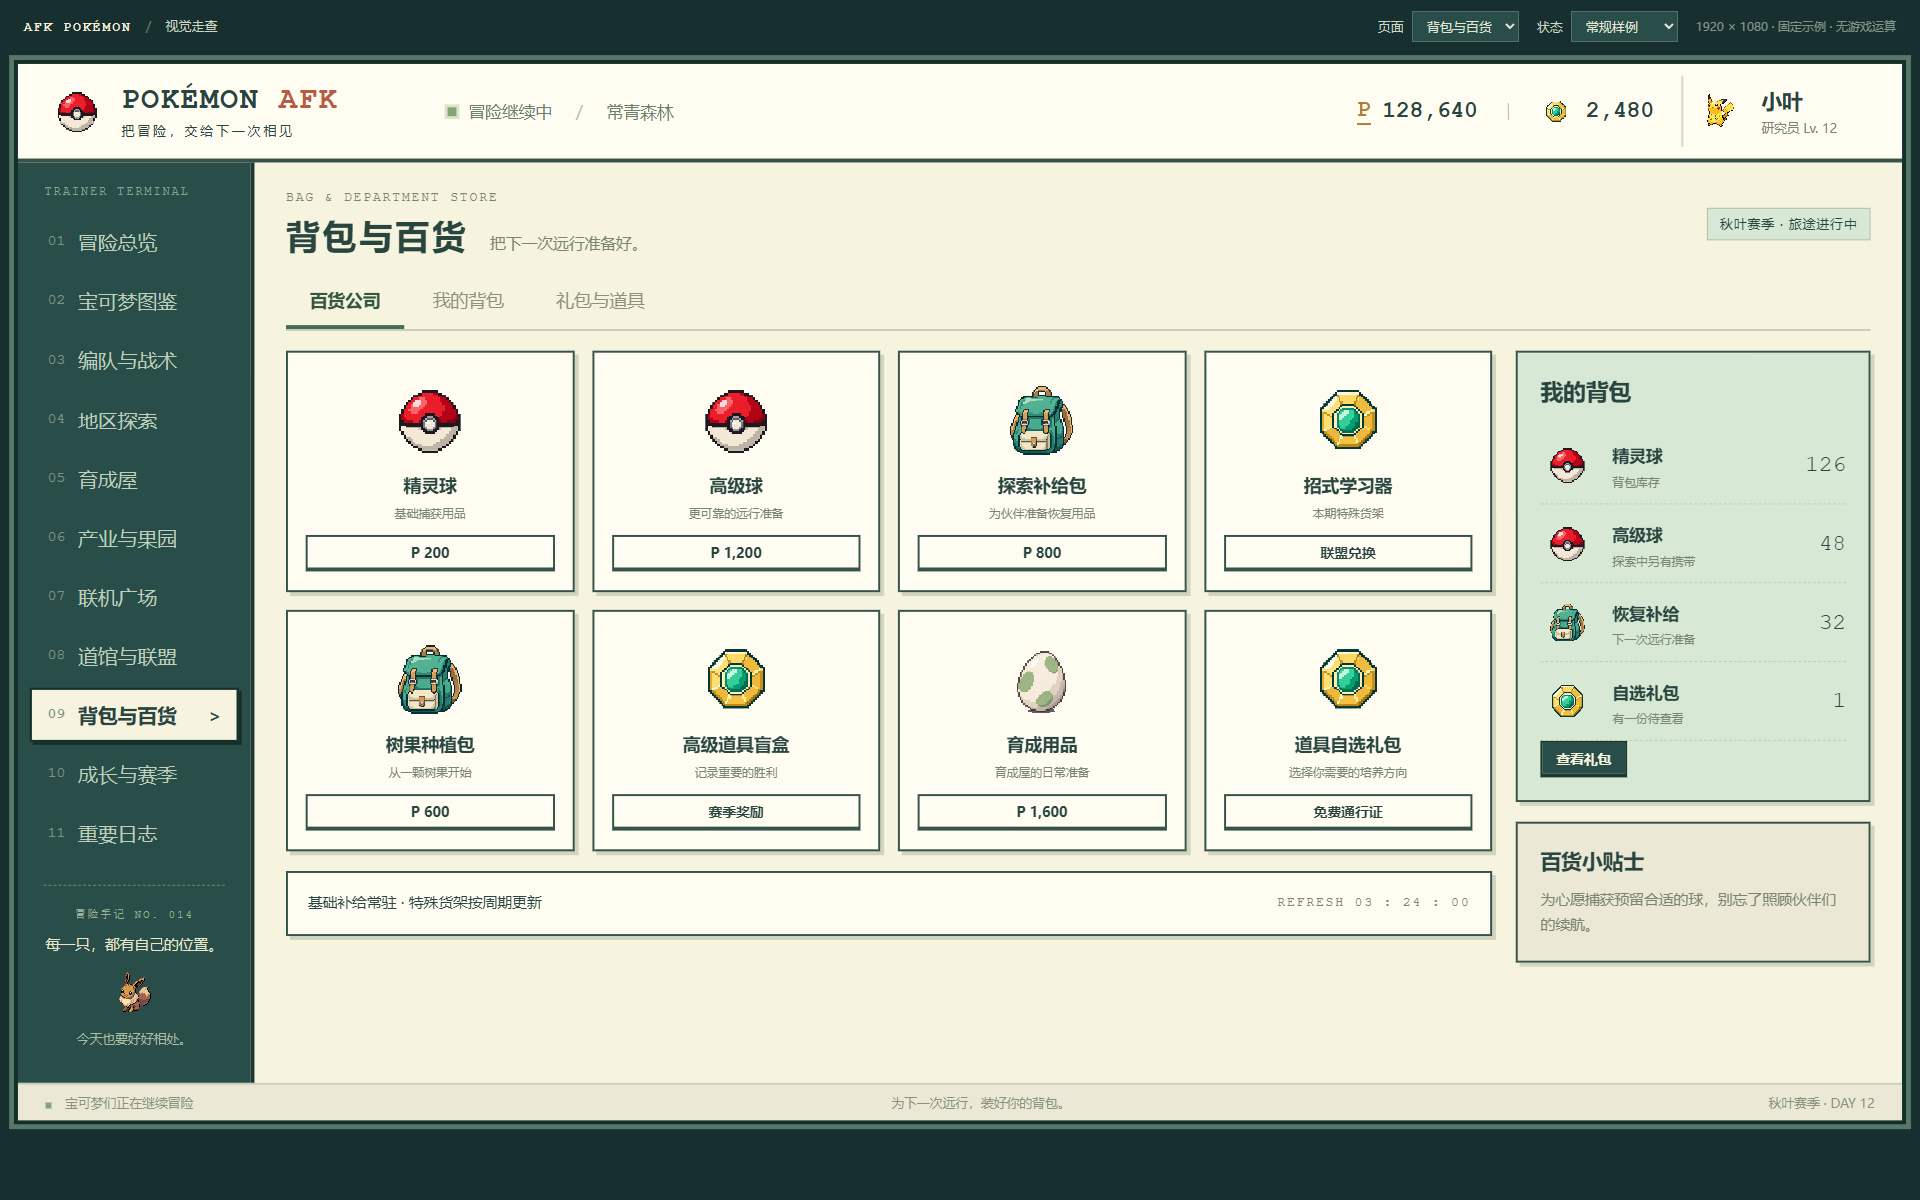 AFK POKÉMON / 视觉走查
页面 背包与百货 状态 常规样例 1920 × 1080 · 固定示例 · 无游戏运算
POKÉMON AFK
把冒险，交给下一次相见
冒险继续中 / 常青森林
P 128,640 | 2,480
小叶
研究员 Lv. 12
TRAINER TERMINAL
01 冒险总览
02 宝可梦图鉴
03 编队与战术
04 地区探索
05 育成屋
06 产业与果园
07 联机广场
08 道馆与联盟
09 背包与百货 >
10 成长与赛季
11 重要日志
冒险手记 NO. 014
每一只，都有自己的位置。
今天也要好好相处。
BAG & DEPARTMENT STORE
背包与百货 把下一次远行准备好。
秋叶赛季 · 旅途进行中
百货公司 我的背包 礼包与道具
精灵球
基础捕获用品
P 200
高级球
更可靠的远行准备
P 1,200
探索补给包
为伙伴准备恢复用品
P 800
招式学习器
本期特殊货架
联盟兑换
树果种植包
从一颗树果开始
P 600
高级道具盲盒
记录重要的胜利
赛季奖励
育成用品
育成屋的日常准备
P 1,600
道具自选礼包
选择你需要的培养方向
免费通行证
基础补给常驻 · 特殊货架按周期更新
REFRESH 03 : 24 : 00
我的背包
精灵球
背包库存
126
高级球
探索中另有携带
48
恢复补给
下一次远行准备
32
自选礼包
有一份待查看
1
查看礼包
百货小贴士
为心愿捕获预留合适的球，别忘了照顾伙伴们
的续航。
宝可梦们正在继续冒险
为下一次远行，装好你的背包。
秋叶赛季 · DAY 12